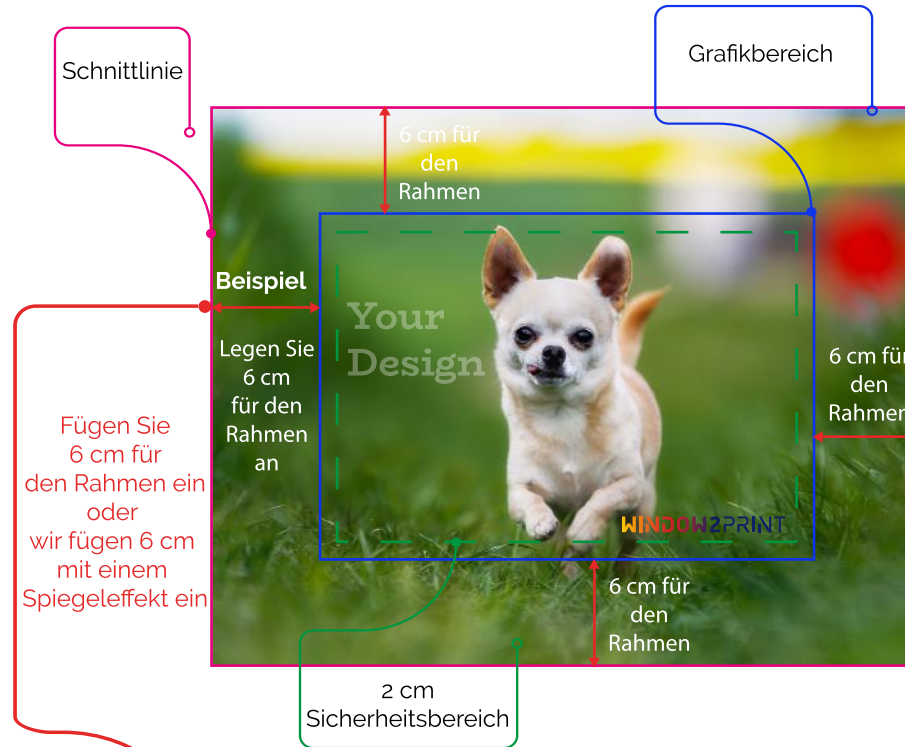 Schnittlinie
Grafikbereich
6 cm für
den
Rahmen
Beispiel
Your
Design
Legen Sie
6 cm
für den
Rahmen
an
6 cm für
den
Rahmen
Fügen Sie
6 cm für
den Rahmen ein
oder
wir fügen 6 cm
mit einem
Spiegeleffekt ein
WINDOW2PRINT
6 cm für
den
Rahmen
2 cm
Sicherheitsbereich